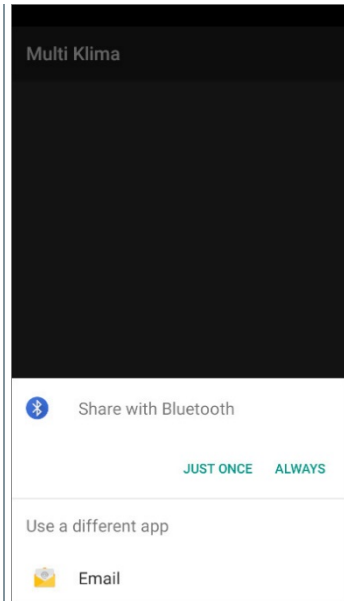 Multi Klima
Share with Bluetooth
JUST ONCE ALWAYS
Use a different app
Email